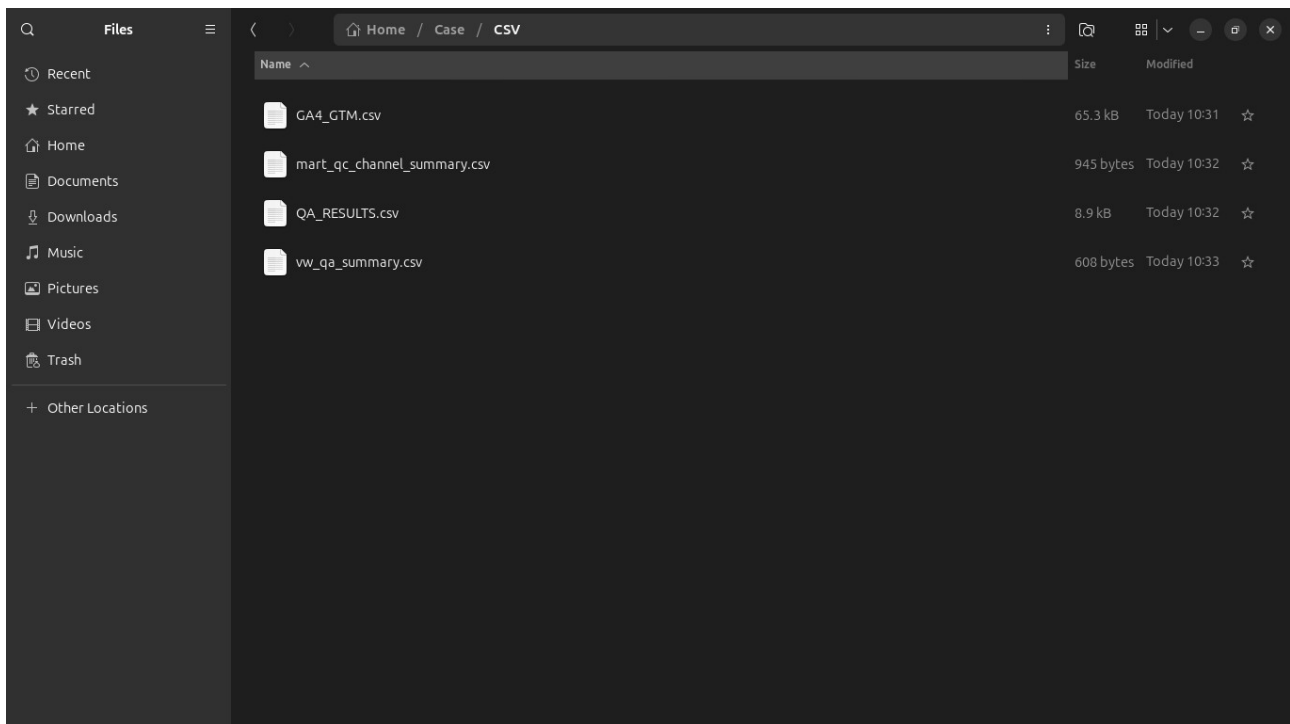 Files
Home / Case / CSV
Recent
Starred
Home
Documents
Downloads
Music
Pictures
Videos
Trash
+ Other Locations
Name Size Modified
GA4_GTM.csv 65.3 kB Today 10:31
mart_qc_channel_summary.csv 945 bytes Today 10:32
QA_RESULTS.csv 8.9 kB Today 10:32
vw_qa_summary.csv 608 bytes Today 10:33